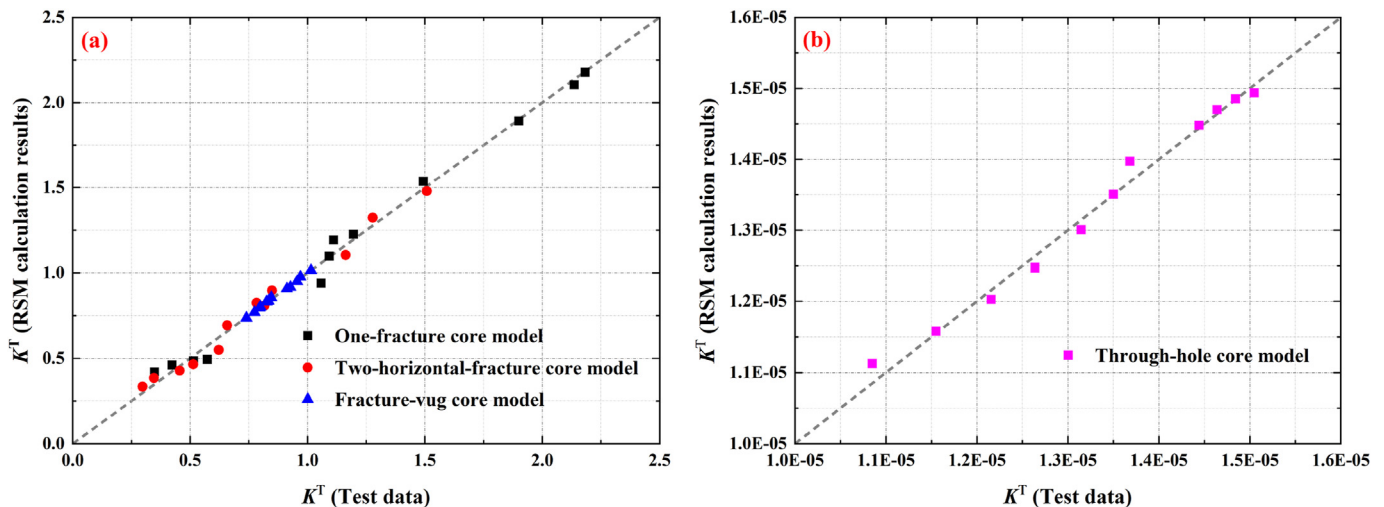 (a)
2.5
2.0
1.5
1.0
0.5
0.0
K^T (RSM calculation results)
One-fracture core model
Two-horizontal-fracture core model
Fracture-vug core model
0.0 0.5 1.0 1.5 2.0 2.5
K^T (Test data)
(b)
1.6E-05
1.5E-05
1.4E-05
1.3E-05
1.2E-05
1.1E-05
1.0E-05
K^T (RSM calculation results)
Through-hole core model
1.0E-05 1.1E-05 1.2E-05 1.3E-05 1.4E-05 1.5E-05 1.6E-05
K^T (Test data)